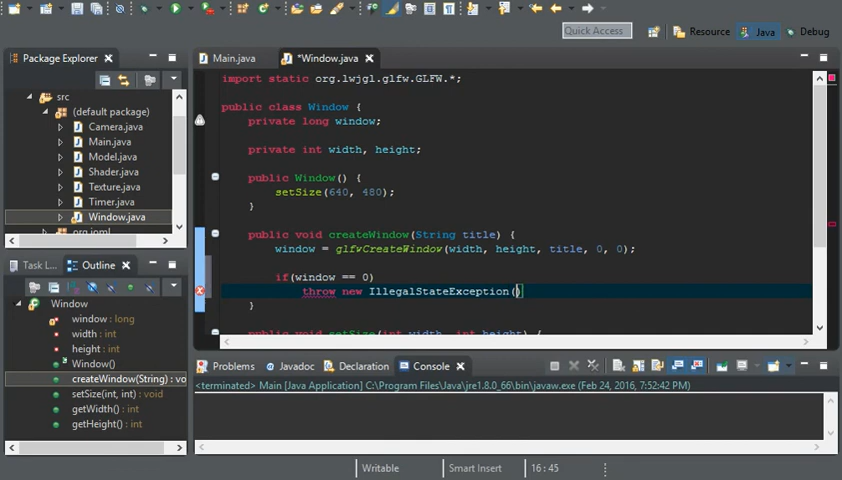 Quick Access
Resource
Java
Debug
Package Explorer
src
(default package)
Camera.java
Main.java
Model.java
Shader.java
Texture.java
Timer.java
Window.java
Main.java
*Window.java
import static org.lwjgl.glfw.GLFW.*;
public class Window {
private long window;
private int width, height;
public Window() {
setSize(640, 480);
}
public void createWindow(String title) {
window = glfwCreateWindow(width, height, title, 0, 0);
if(window == 0)
throw new IllegalStateException()
}
public void setSize(int width, int height) {
Task L...
Outline
Window
window : long
width : int
height : int
Window()
createWindow(String) : vo
setSize(int, int) : void
getWidth() : int
getHeight() : int
Problems
Javadoc
Declaration
Console
<terminated> Main [Java Application] C:\Program Files\Java\jre1.8.0_66\bin\javaw.exe (Feb 24, 2016, 7:52:42 PM)
Writable
Smart Insert
16 : 45